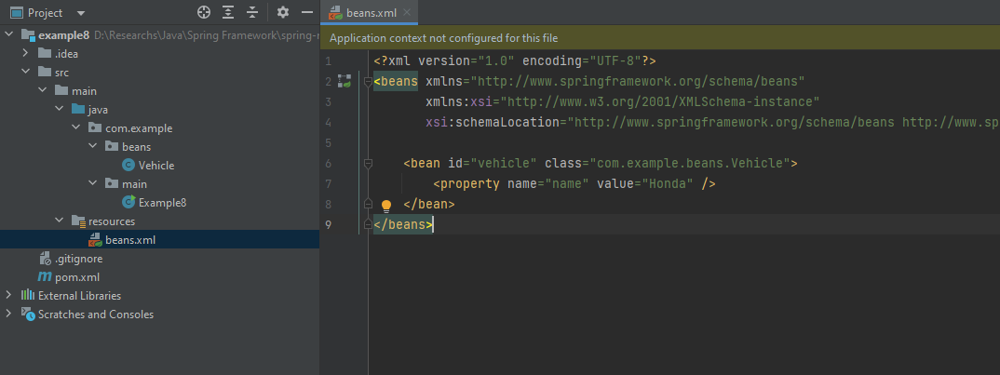 Project
example8 D:\Researchs\Java\Spring Framework\spring-
.idea
src
main
java
com.example
beans
Vehicle
main
Example8
resources
beans.xml
.gitignore
pom.xml
External Libraries
Scratches and Consoles
beans.xml
Application context not configured for this file
1 <?xml version="1.0" encoding="UTF-8"?>
2 <beans xmlns="http://www.springframework.org/schema/beans"
3 xmlns:xsi="http://www.w3.org/2001/XMLSchema-instance"
4 xsi:schemaLocation="http://www.springframework.org/schema/beans http://www.sp
5
6 <bean id="vehicle" class="com.example.beans.Vehicle">
7 <property name="name" value="Honda" />
8 </bean>
9 </beans>